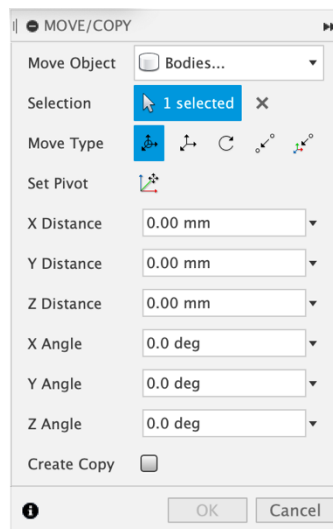 MOVE/COPY
Move Object Bodies...
Selection 1 selected
Move Type
Set Pivot
X Distance 0.00 mm
Y Distance 0.00 mm
Z Distance 0.00 mm
X Angle 0.0 deg
Y Angle 0.0 deg
Z Angle 0.0 deg
Create Copy
OK Cancel